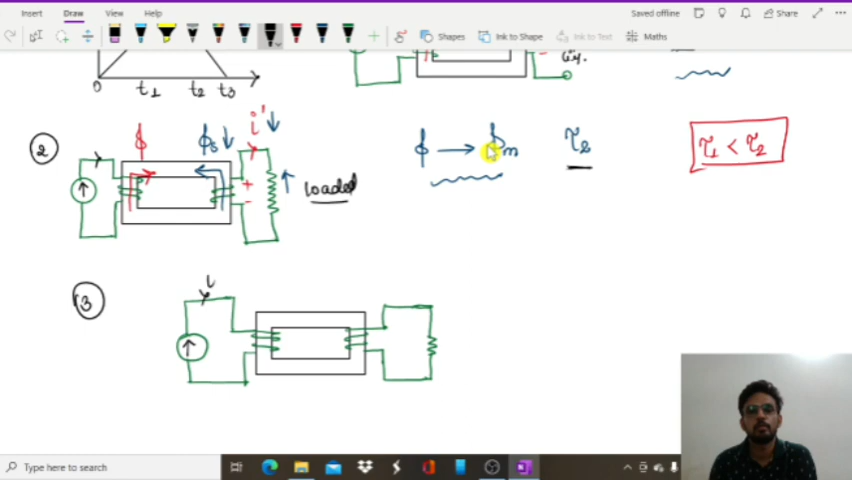 Insert Draw View Help Saved offline Share
Shapes Ink to Shape Ink to Text Maths
0 t1 t2 t3
2 ϕ ϕs↓ i'↓ ϕ → ϕm τ2 τ1 < τ2
+
- loaded
3 i
Type here to search